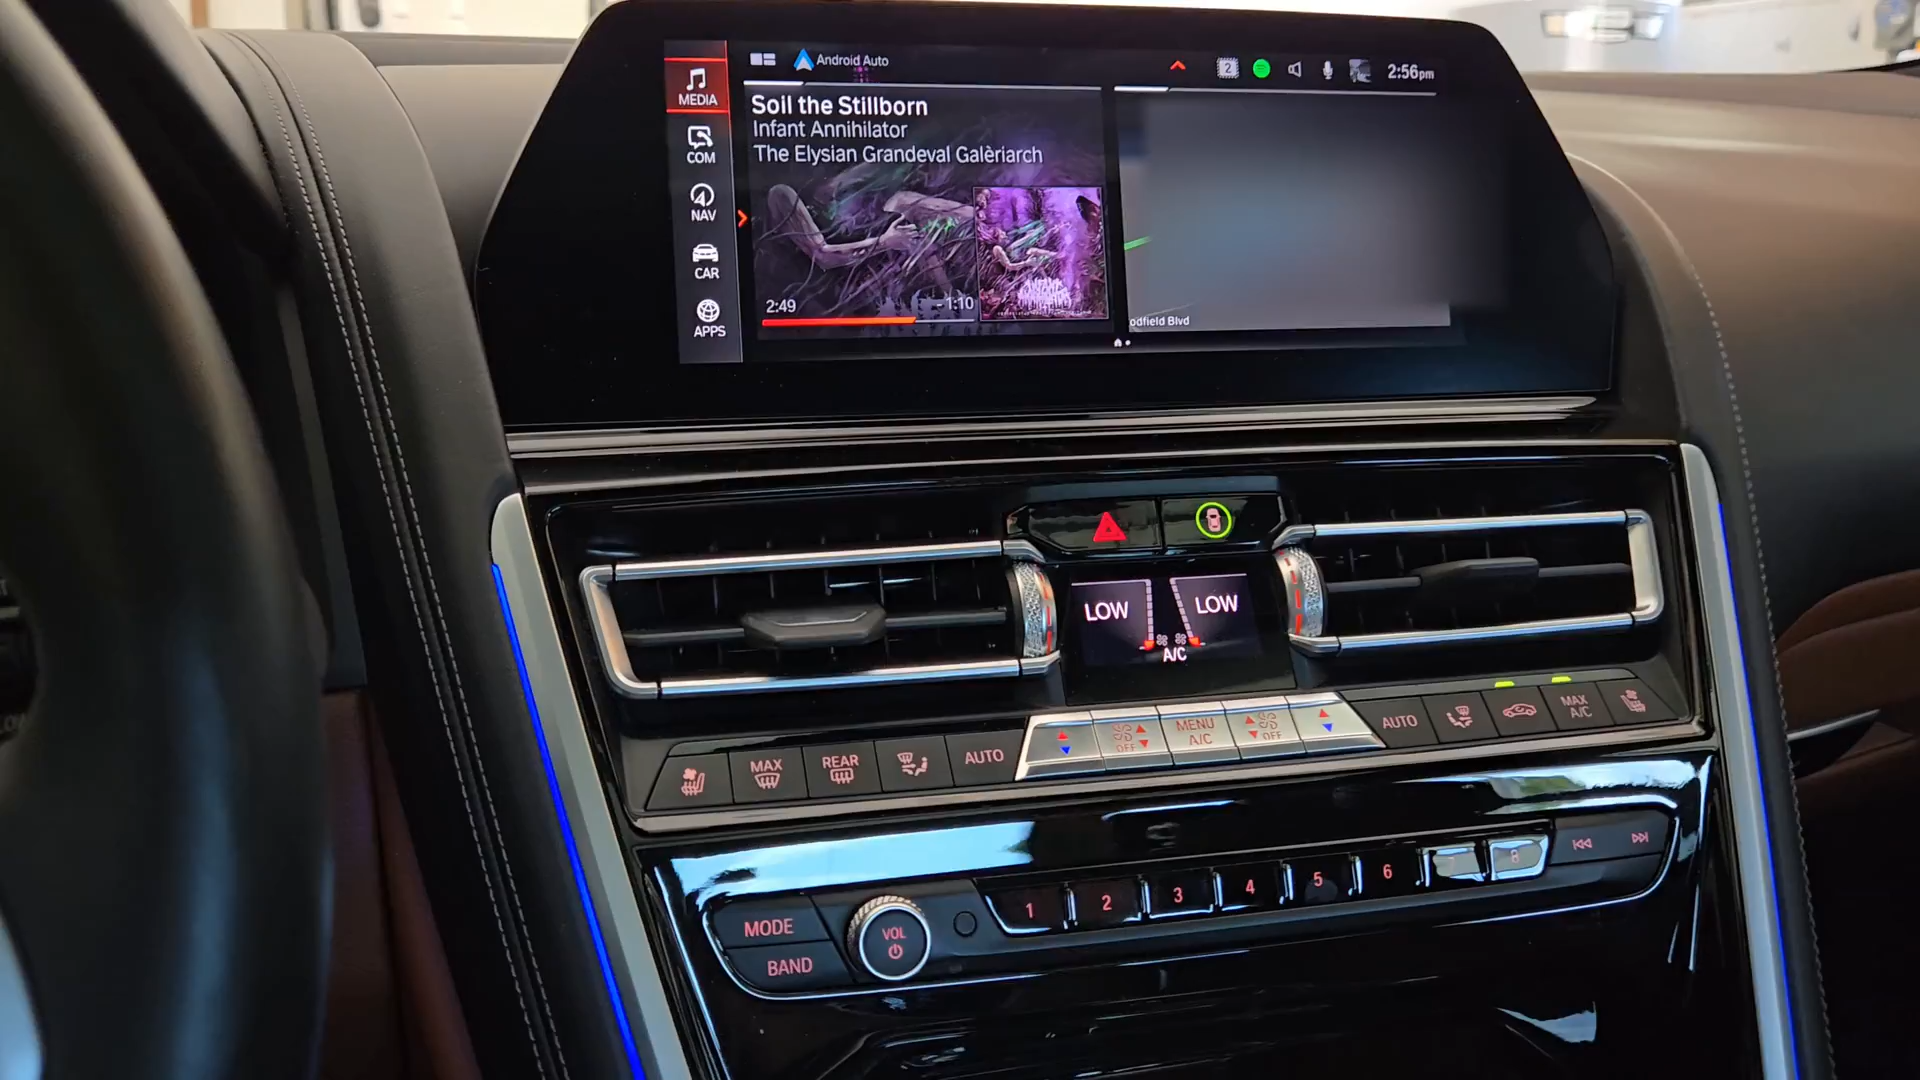 Android Auto
2
2:56pm
MEDIA
COM
NAV
CAR
APPS
Soil the Stillborn
Infant Annihilator
The Elysian Grandeval Galèriarch
2:49
-1:10
odfield Blvd
LOW
LOW
A/C
MAX
REAR
AUTO
OFF
MENU
A/C
OFF
AUTO
MAX
A/C
MODE
BAND
VOL
1
2
3
4
5
6
8